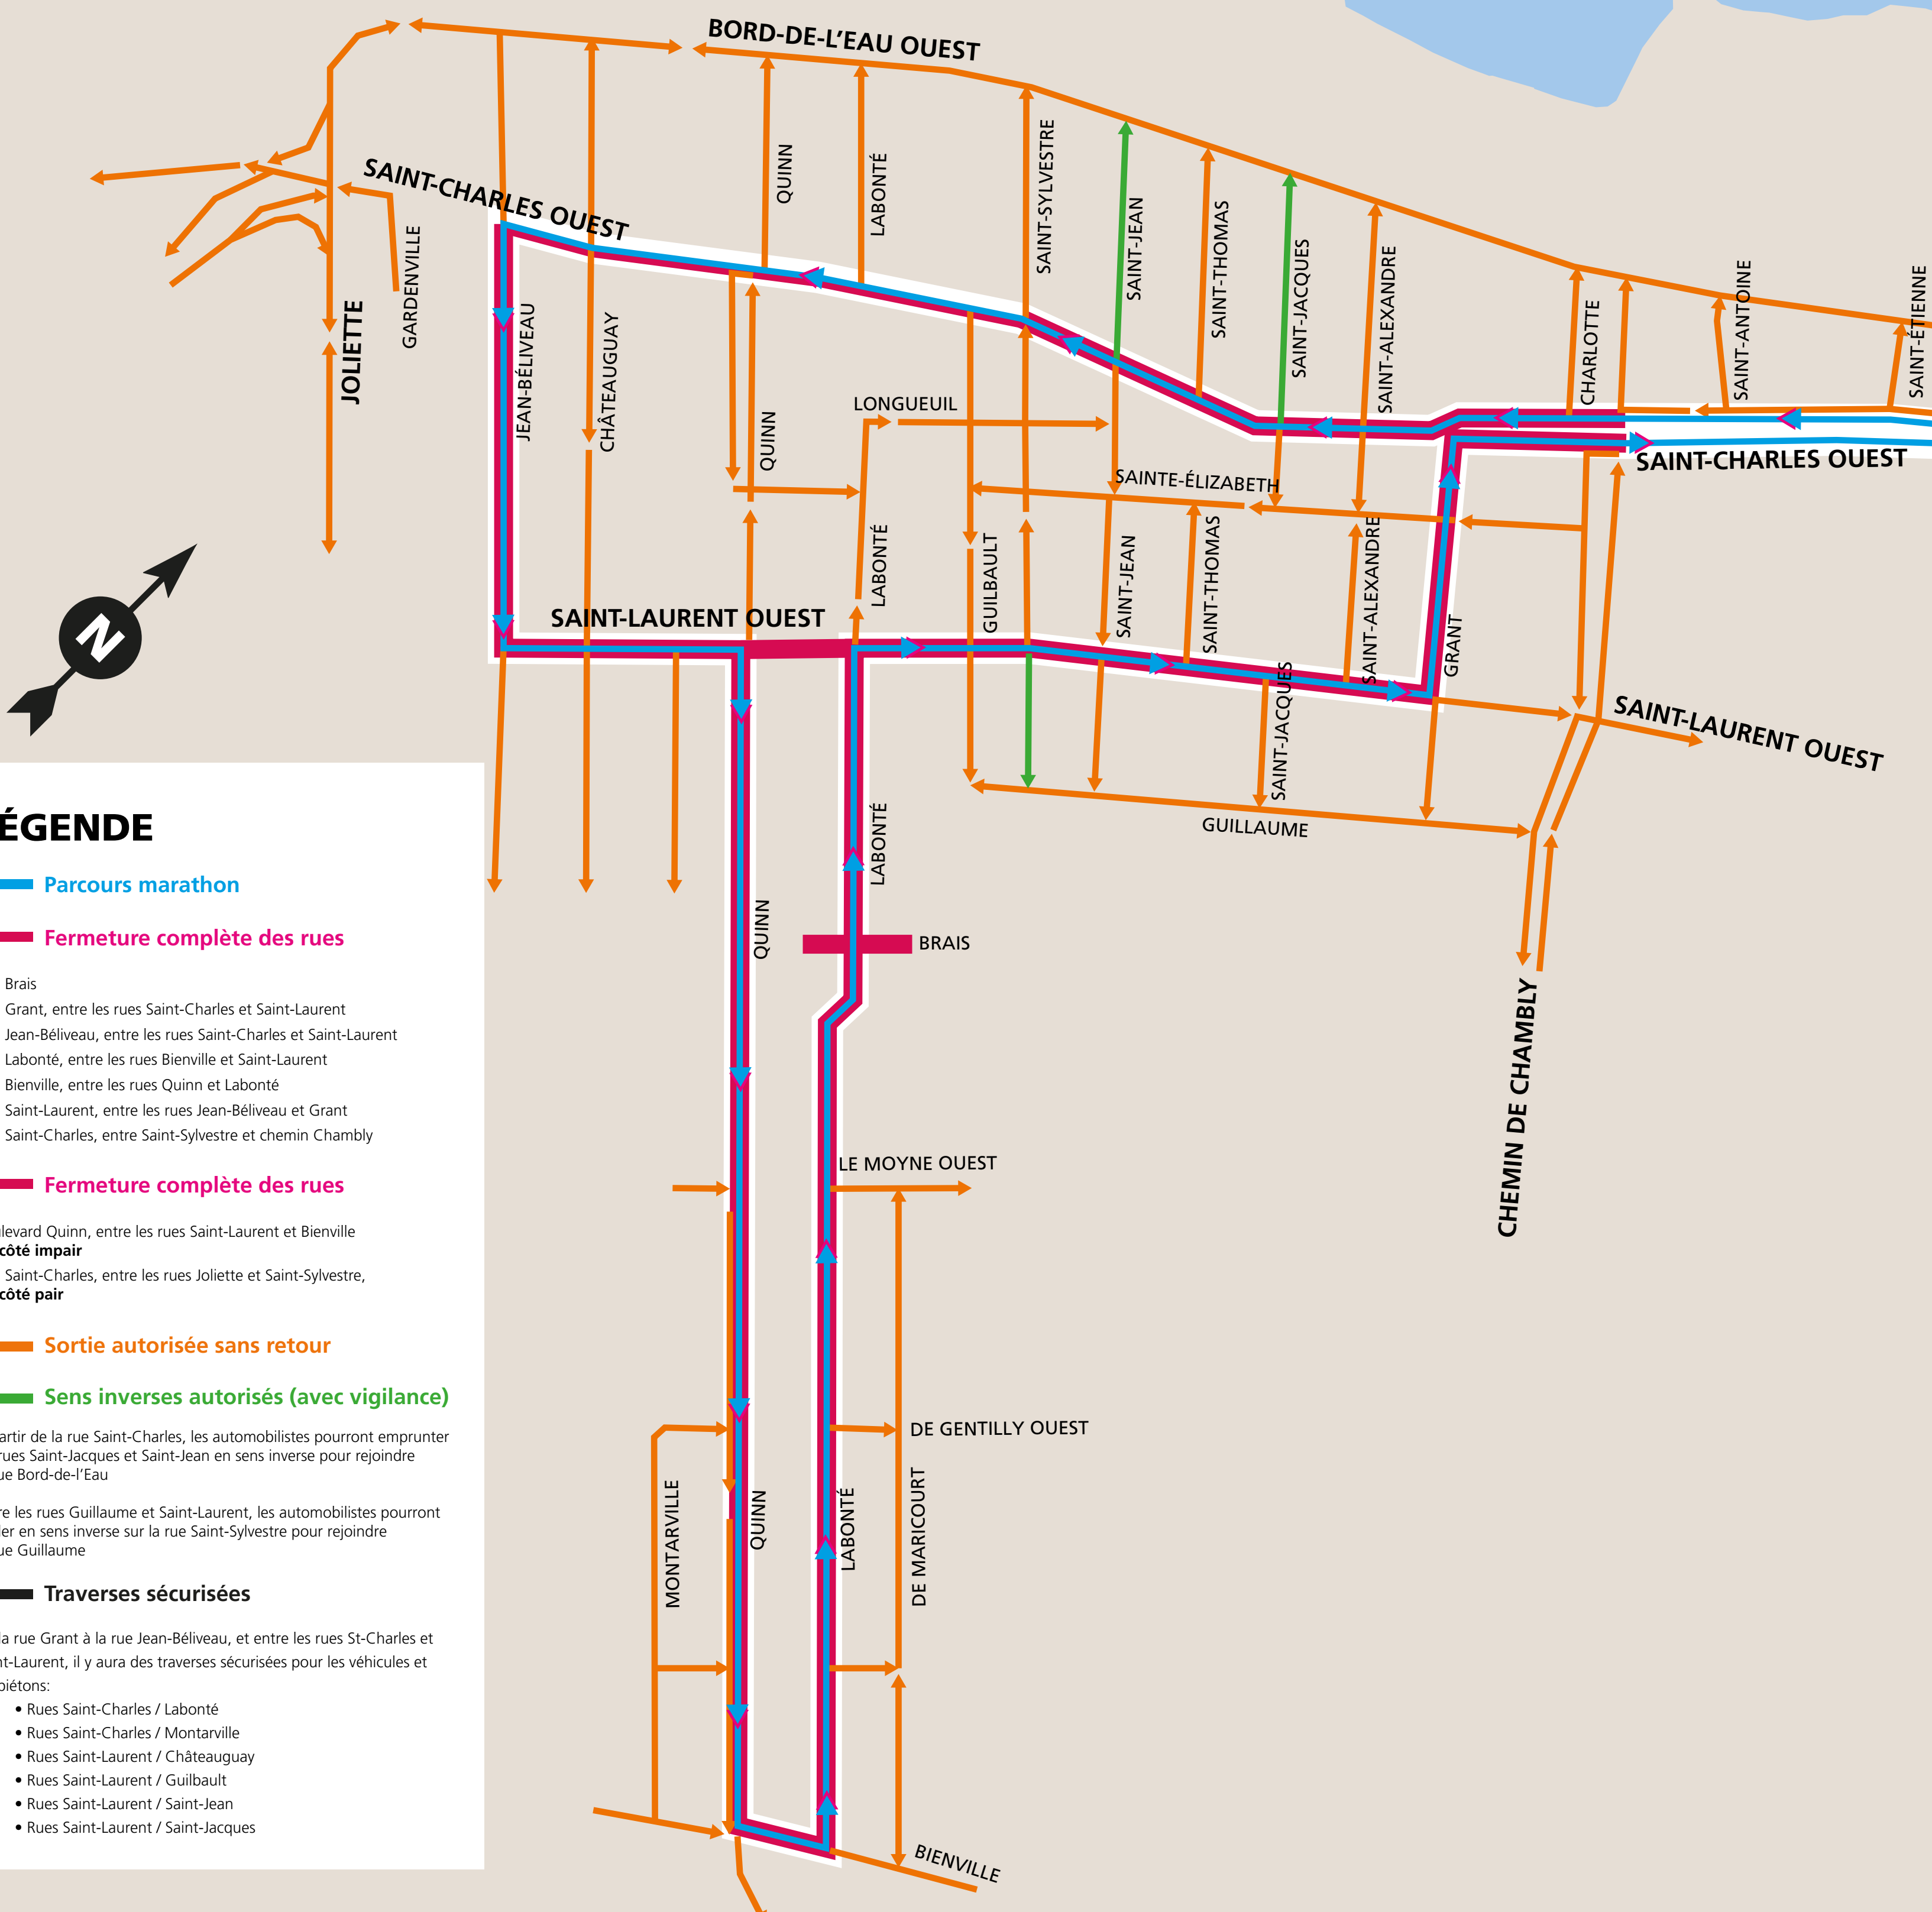 BORD-DE-L'EAU OUEST
SAINT-CHARLES OUEST
QUINN
LABONTÉ
SAINT-SYLVESTRE
SAINT-JEAN
SAINT-THOMAS
SAINT-JACQUES
SAINT-ALEXANDRE
CHARLOTTE
SAINT-ANTOINE
SAINT-ÉTIENNE
GARDENVILLE
JOLIETTE
JEAN-BÉLIVEAU
CHÂTEAUGUAY
QUINN
LONGUEUIL
SAINTE-ÉLIZABETH
SAINT-CHARLES OUEST
LABONTÉ
GUILBAULT
SAINT-JEAN
SAINT-THOMAS
SAINT-ALEXANDRE
GRANT
N
SAINT-LAURENT OUEST
SAINT-JACQUES
SAINT-LAURENT OUEST
GUILLAUME
LABONTÉ
QUINN
BRAIS
CHEMIN DE CHAMBLY
LE MOYNE OUEST
DE GENTILLY OUEST
MONTARVILLE
QUINN
LABONTÉ
DE MARICOURT
BIENVILLE
ÉGENDE
Parcours marathon
Fermeture complète des rues
Brais
Grant, entre les rues Saint-Charles et Saint-Laurent
Jean-Béliveau, entre les rues Saint-Charles et Saint-Laurent
Labonté, entre les rues Bienville et Saint-Laurent
Bienville, entre les rues Quinn et Labonté
Saint-Laurent, entre les rues Jean-Béliveau et Grant
Saint-Charles, entre Saint-Sylvestre et chemin Chambly
Fermeture complète des rues
levard Quinn, entre les rues Saint-Laurent et Bienville
côté impair
Saint-Charles, entre les rues Joliette et Saint-Sylvestre,
côté pair
Sortie autorisée sans retour
Sens inverses autorisés (avec vigilance)
artir de la rue Saint-Charles, les automobilistes pourront emprunter
rues Saint-Jacques et Saint-Jean en sens inverse pour rejoindre
ue Bord-de-l'Eau
re les rues Guillaume et Saint-Laurent, les automobilistes pourront
ler en sens inverse sur la rue Saint-Sylvestre pour rejoindre
ue Guillaume
Traverses sécurisées
la rue Grant à la rue Jean-Béliveau, et entre les rues St-Charles et
nt-Laurent, il y aura des traverses sécurisées pour les véhicules et
piétons:
• Rues Saint-Charles / Labonté
• Rues Saint-Charles / Montarville
• Rues Saint-Laurent / Châteauguay
• Rues Saint-Laurent / Guilbault
• Rues Saint-Laurent / Saint-Jean
• Rues Saint-Laurent / Saint-Jacques